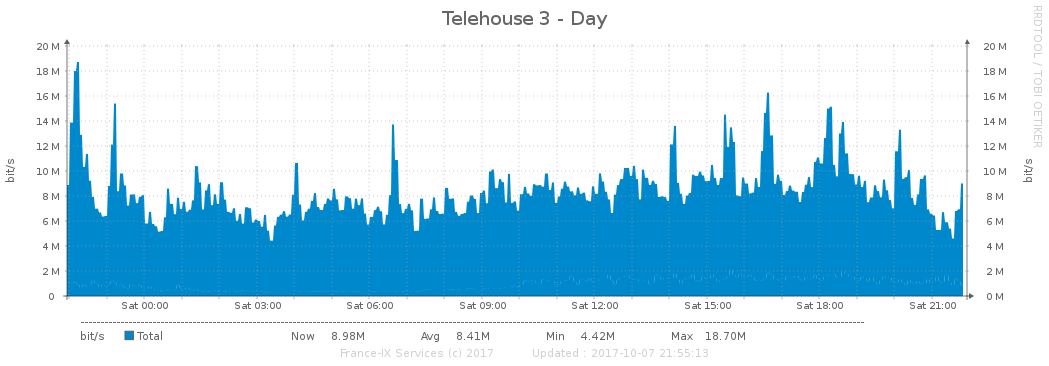 Telehouse 3 - Day
RRDTOOL / TOBI OETIKER
bit/s
20 M 20 M
18 M 18 M
16 M 16 M
14 M 14 M
12 M 12 M
10 M 10 M
8 M 8 M
6 M 6 M
4 M 4 M
2 M 2 M
0 0 M
bit/s
Sat 00:00 Sat 03:00 Sat 06:00 Sat 09:00 Sat 12:00 Sat 15:00 Sat 18:00 Sat 21:00
bit/s Total Now 8.98M Avg 8.41M Min 4.42M Max 18.70M
France-IX Services (c) 2017 Updated : 2017-10-07 21:55:13